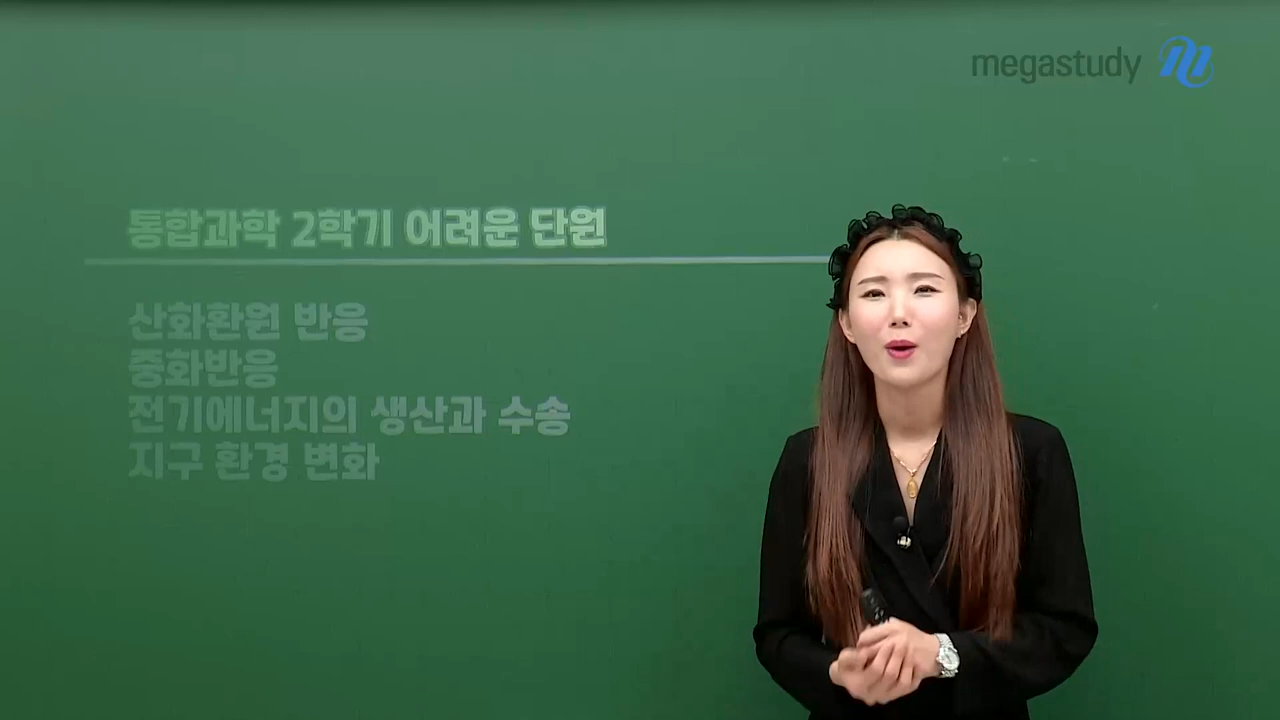 megastudy
통합과학 2학기 어려운 단원
산화환원 반응
중화반응
전기에너지의 생산과 수송
지구 환경 변화